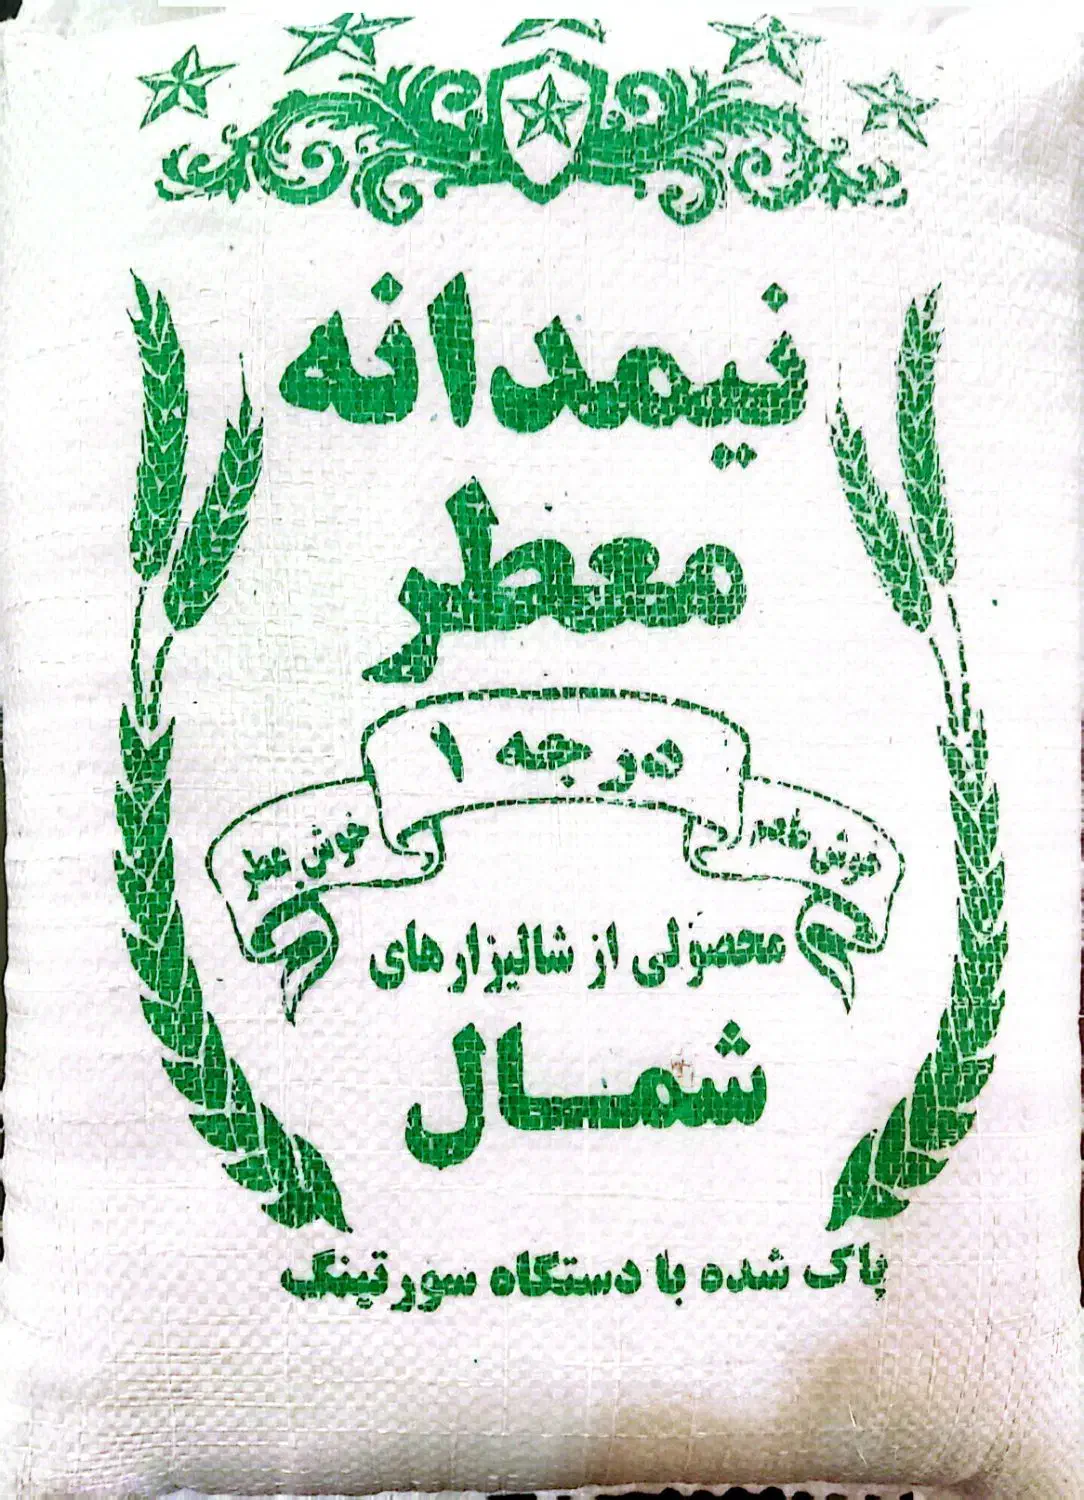 نیمدانه
معطر
درجه ۱
خوش طعم
خوش عطر
محصولی از شالیزارهای
شمال
پاک شده با دستگاه سورتینگ